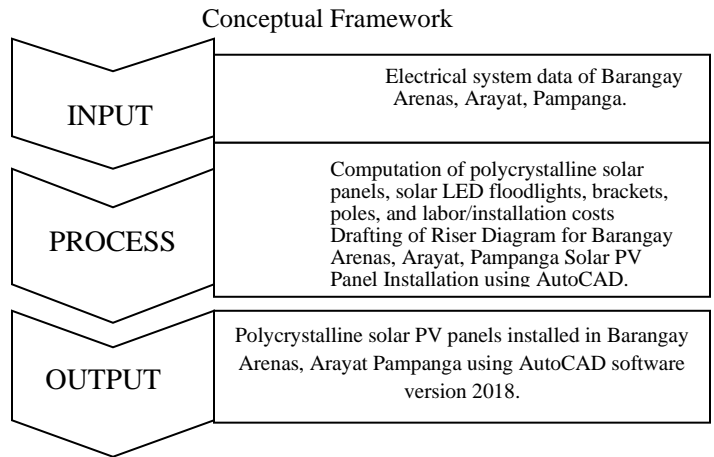 Conceptual Framework
INPUT
Electrical system data of Barangay
Arenas, Arayat, Pampanga.
PROCESS
Computation of polycrystalline solar
panels, solar LED floodlights, brackets,
poles, and labor/installation costs
Drafting of Riser Diagram for Barangay
Arenas, Arayat, Pampanga Solar PV
Panel Installation using AutoCAD.
OUTPUT
Polycrystalline solar PV panels installed in Barangay
Arenas, Arayat Pampanga using AutoCAD software
version 2018.